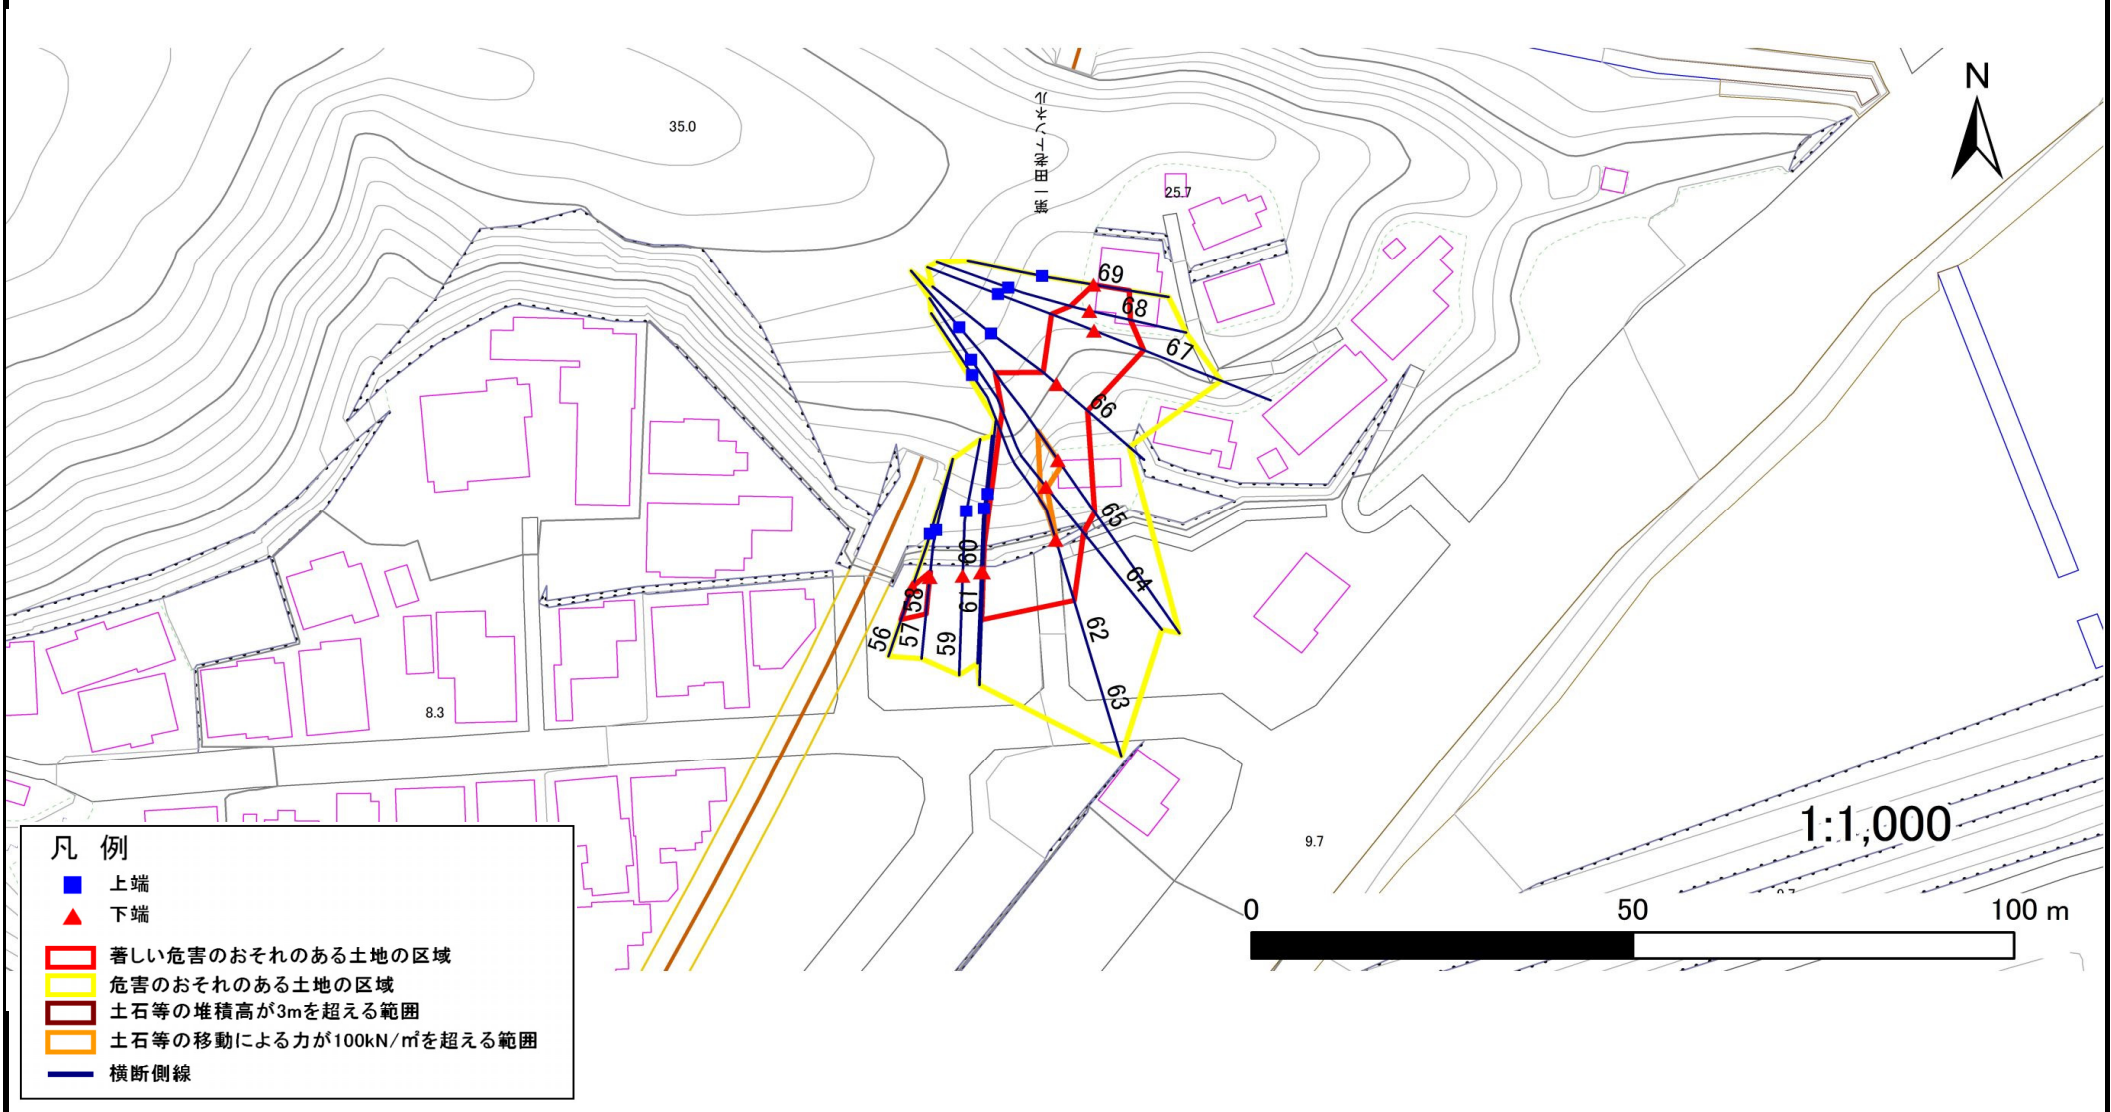 N
35.0
第一田老トンネル
25.7
69
68
67
66
65
64
62
63
60
61
59
58
57
56
8.3
9.7
1:1,000
0 50 100 m
凡 例
上端
下端
著しい危害のおそれのある土地の区域
危害のおそれのある土地の区域
土石等の堆積高が3mを超える範囲
土石等の移動による力が100kN/㎡を超える範囲
横断側線